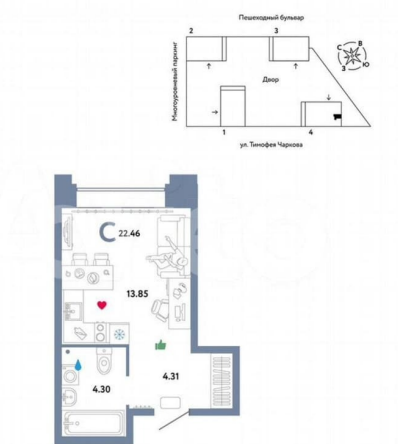 Пешеходный бульвар
2
3
С
В
З
Ю
Многоуровневый паркинг
Двор
1
4
ул. Тимофея Чаркова
С 22.46
13.85
4.31
4.30